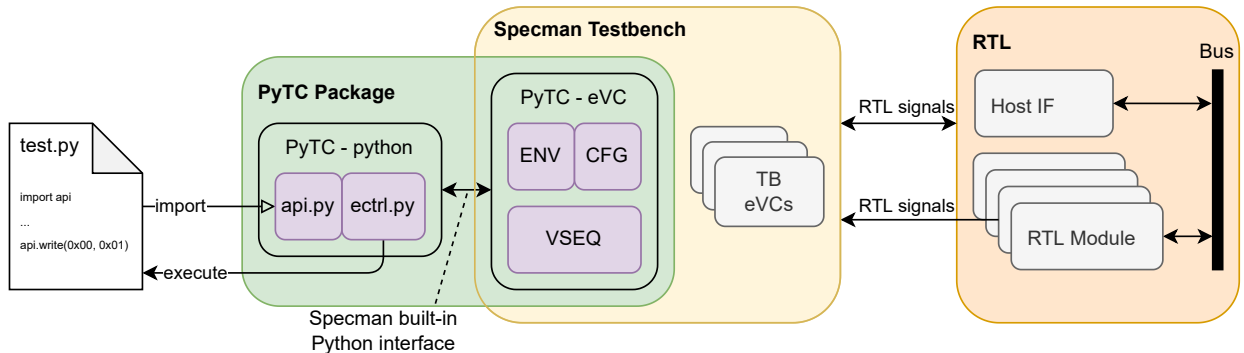 Specman Testbench
RTL
Bus
PyTC Package
PyTC - eVC
PyTC - python
test.py
import api
...
api.write(0x00, 0x01)
import
execute
api.py
ectrl.py
ENV
CFG
VSEQ
TB
eVCs
RTL signals
RTL signals
Host IF
RTL Module
Specman built-in
Python interface